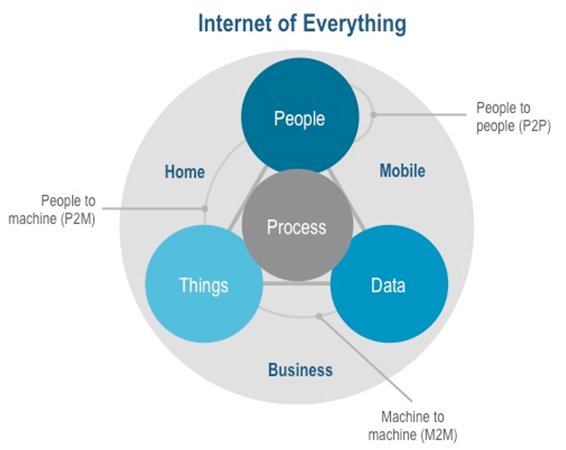 Internet of Everything
People
People to
people (P2P)
Home
Mobile
People to
machine (P2M)
Process
Things
Data
Business
Machine to
machine (M2M)